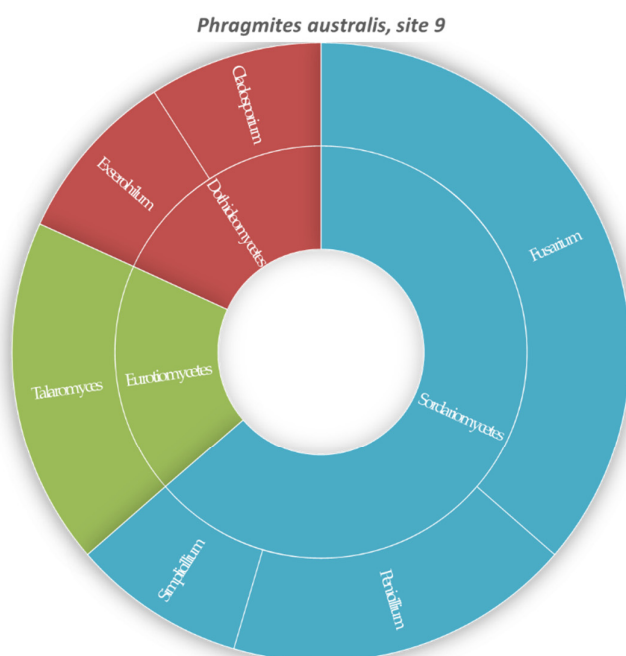 Phragmites australis, site 9
Cladosporium
Exserohilum
Dothideomycetes
Fusarium
Talaromyces
Eurotiomycetes
Sordariomycetes
Simplicillium
Penicillium